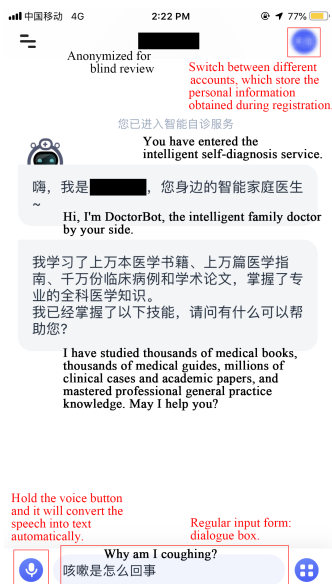 中国移动 4G 2:22 PM 77%
Anonymized for
blind review
Switch between different
accounts, which store the
personal information
obtained during registration.
您已进入智能自诊服务
You have entered the
intelligent self-diagnosis service.
嗨，我是 ，您身边的智能家庭医生
~
Hi, I'm DoctorBot, the intelligent family doctor
by your side.
我学习了上万本医学书籍、上万篇医学指
南、千万份临床病例和学术论文，掌握了专
业的全科医学知识。
我已经掌握了以下技能，请问有什么可以帮
助您？
I have studied thousands of medical books,
thousands of medical guides, millions of
clinical cases and academic papers, and
mastered professional general practice
knowledge. May I help you?
Hold the voice button
and it will convert the
speech into text
automatically.
Regular input form:
dialogue box.
Why am I coughing?
咳嗽是怎么回事